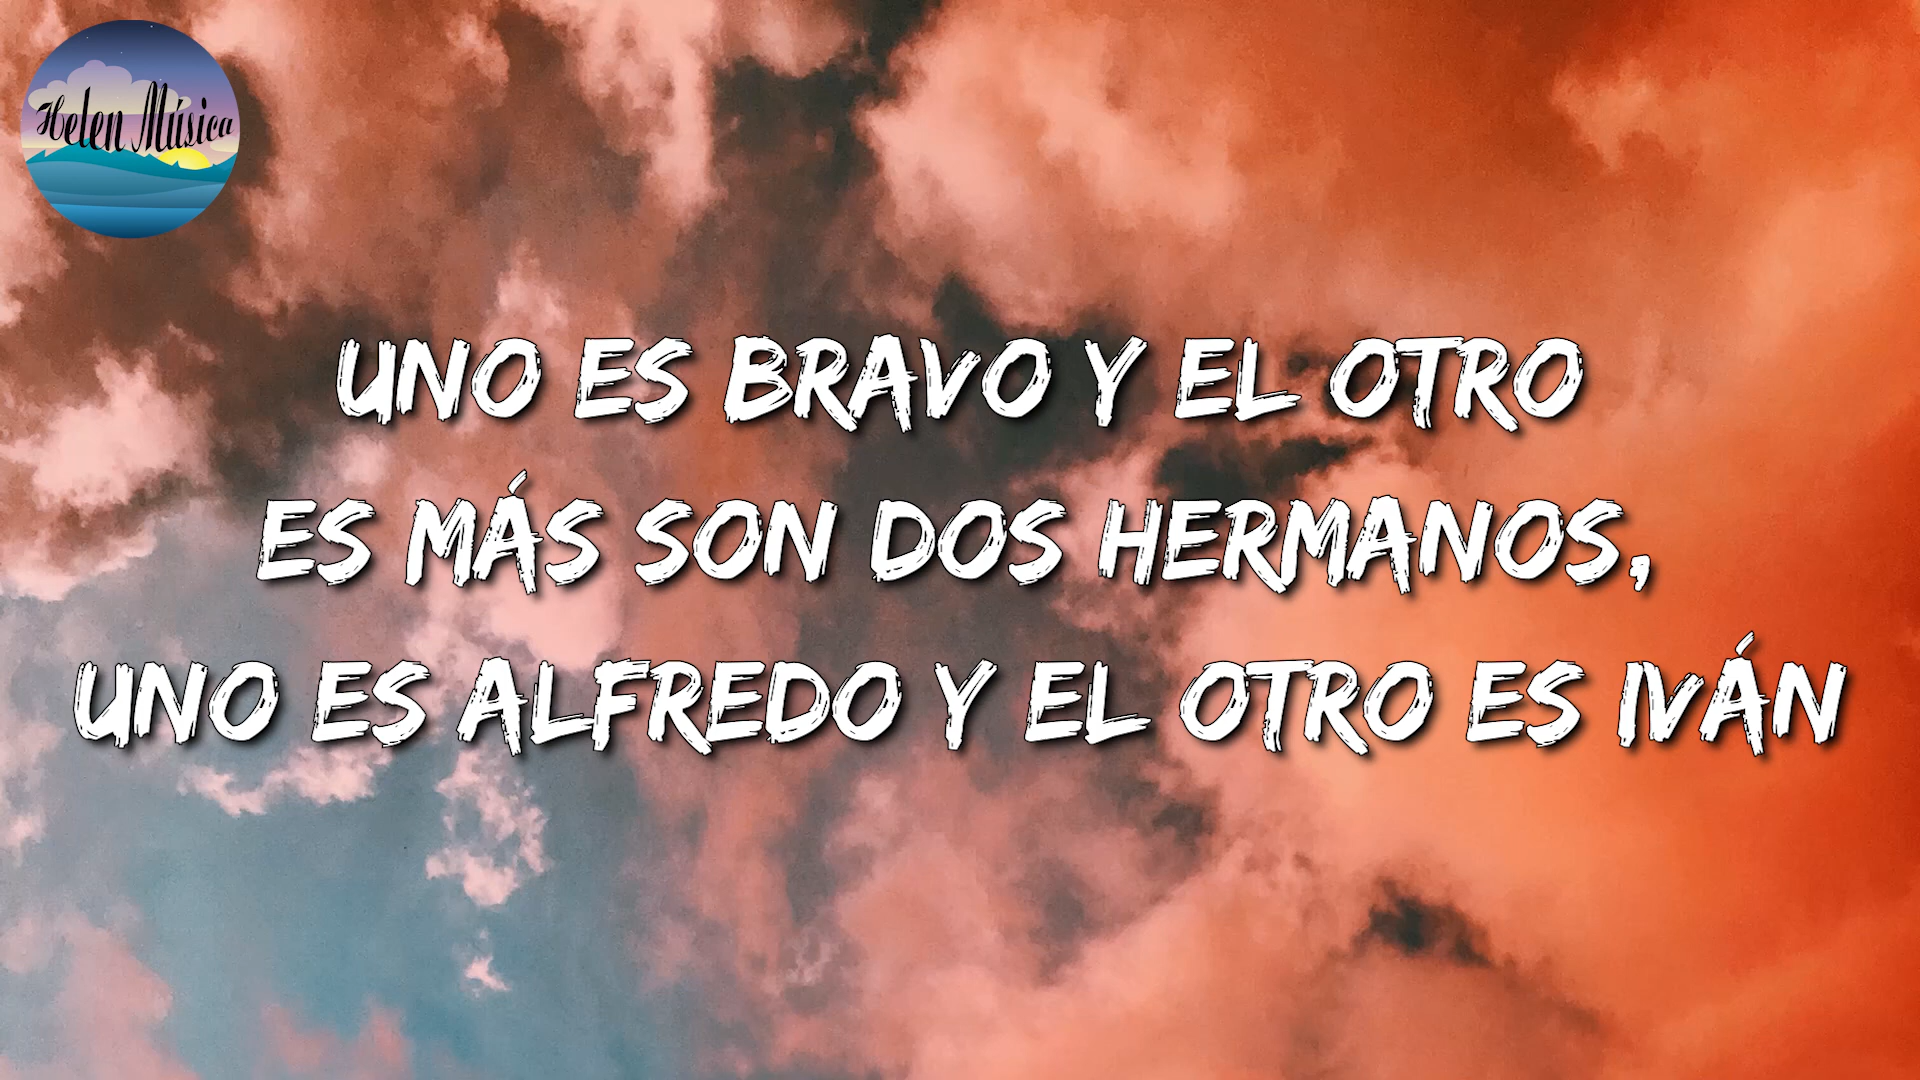 Helen Música
UNO ES BRAVO Y EL OTRO
ES MÁS SON DOS HERMANOS,
UNO ES ALFREDO Y EL OTRO ES IVÁN